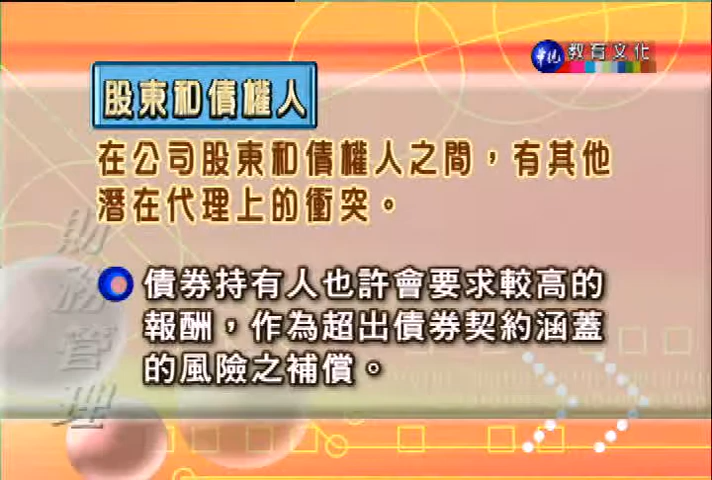 華視 教育文化
股東和債權人
在公司股東和債權人之間，有其他
潛在代理上的衝突。
債券持有人也許會要求較高的
報酬，作為超出債券契約涵蓋
的風險之補償。
財務管理